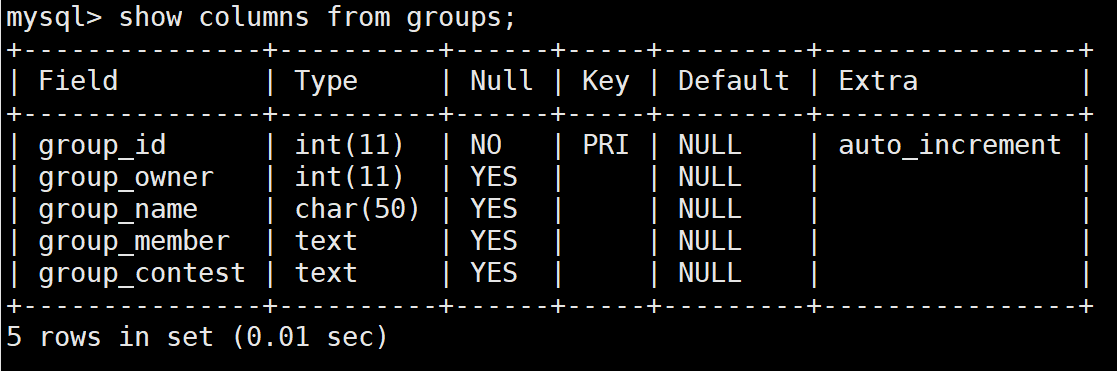 mysql> show columns from groups;
+---------------+----------+------+-----+---------+----------------+
| Field         | Type     | Null | Key | Default | Extra          |
+---------------+----------+------+-----+---------+----------------+
| group_id      | int(11)  | NO   | PRI | NULL    | auto_increment |
| group_owner   | int(11)  | YES  |     | NULL    |                |
| group_name    | char(50) | YES  |     | NULL    |                |
| group_member  | text     | YES  |     | NULL    |                |
| group_contest | text     | YES  |     | NULL    |                |
+---------------+----------+------+-----+---------+----------------+
5 rows in set (0.01 sec)